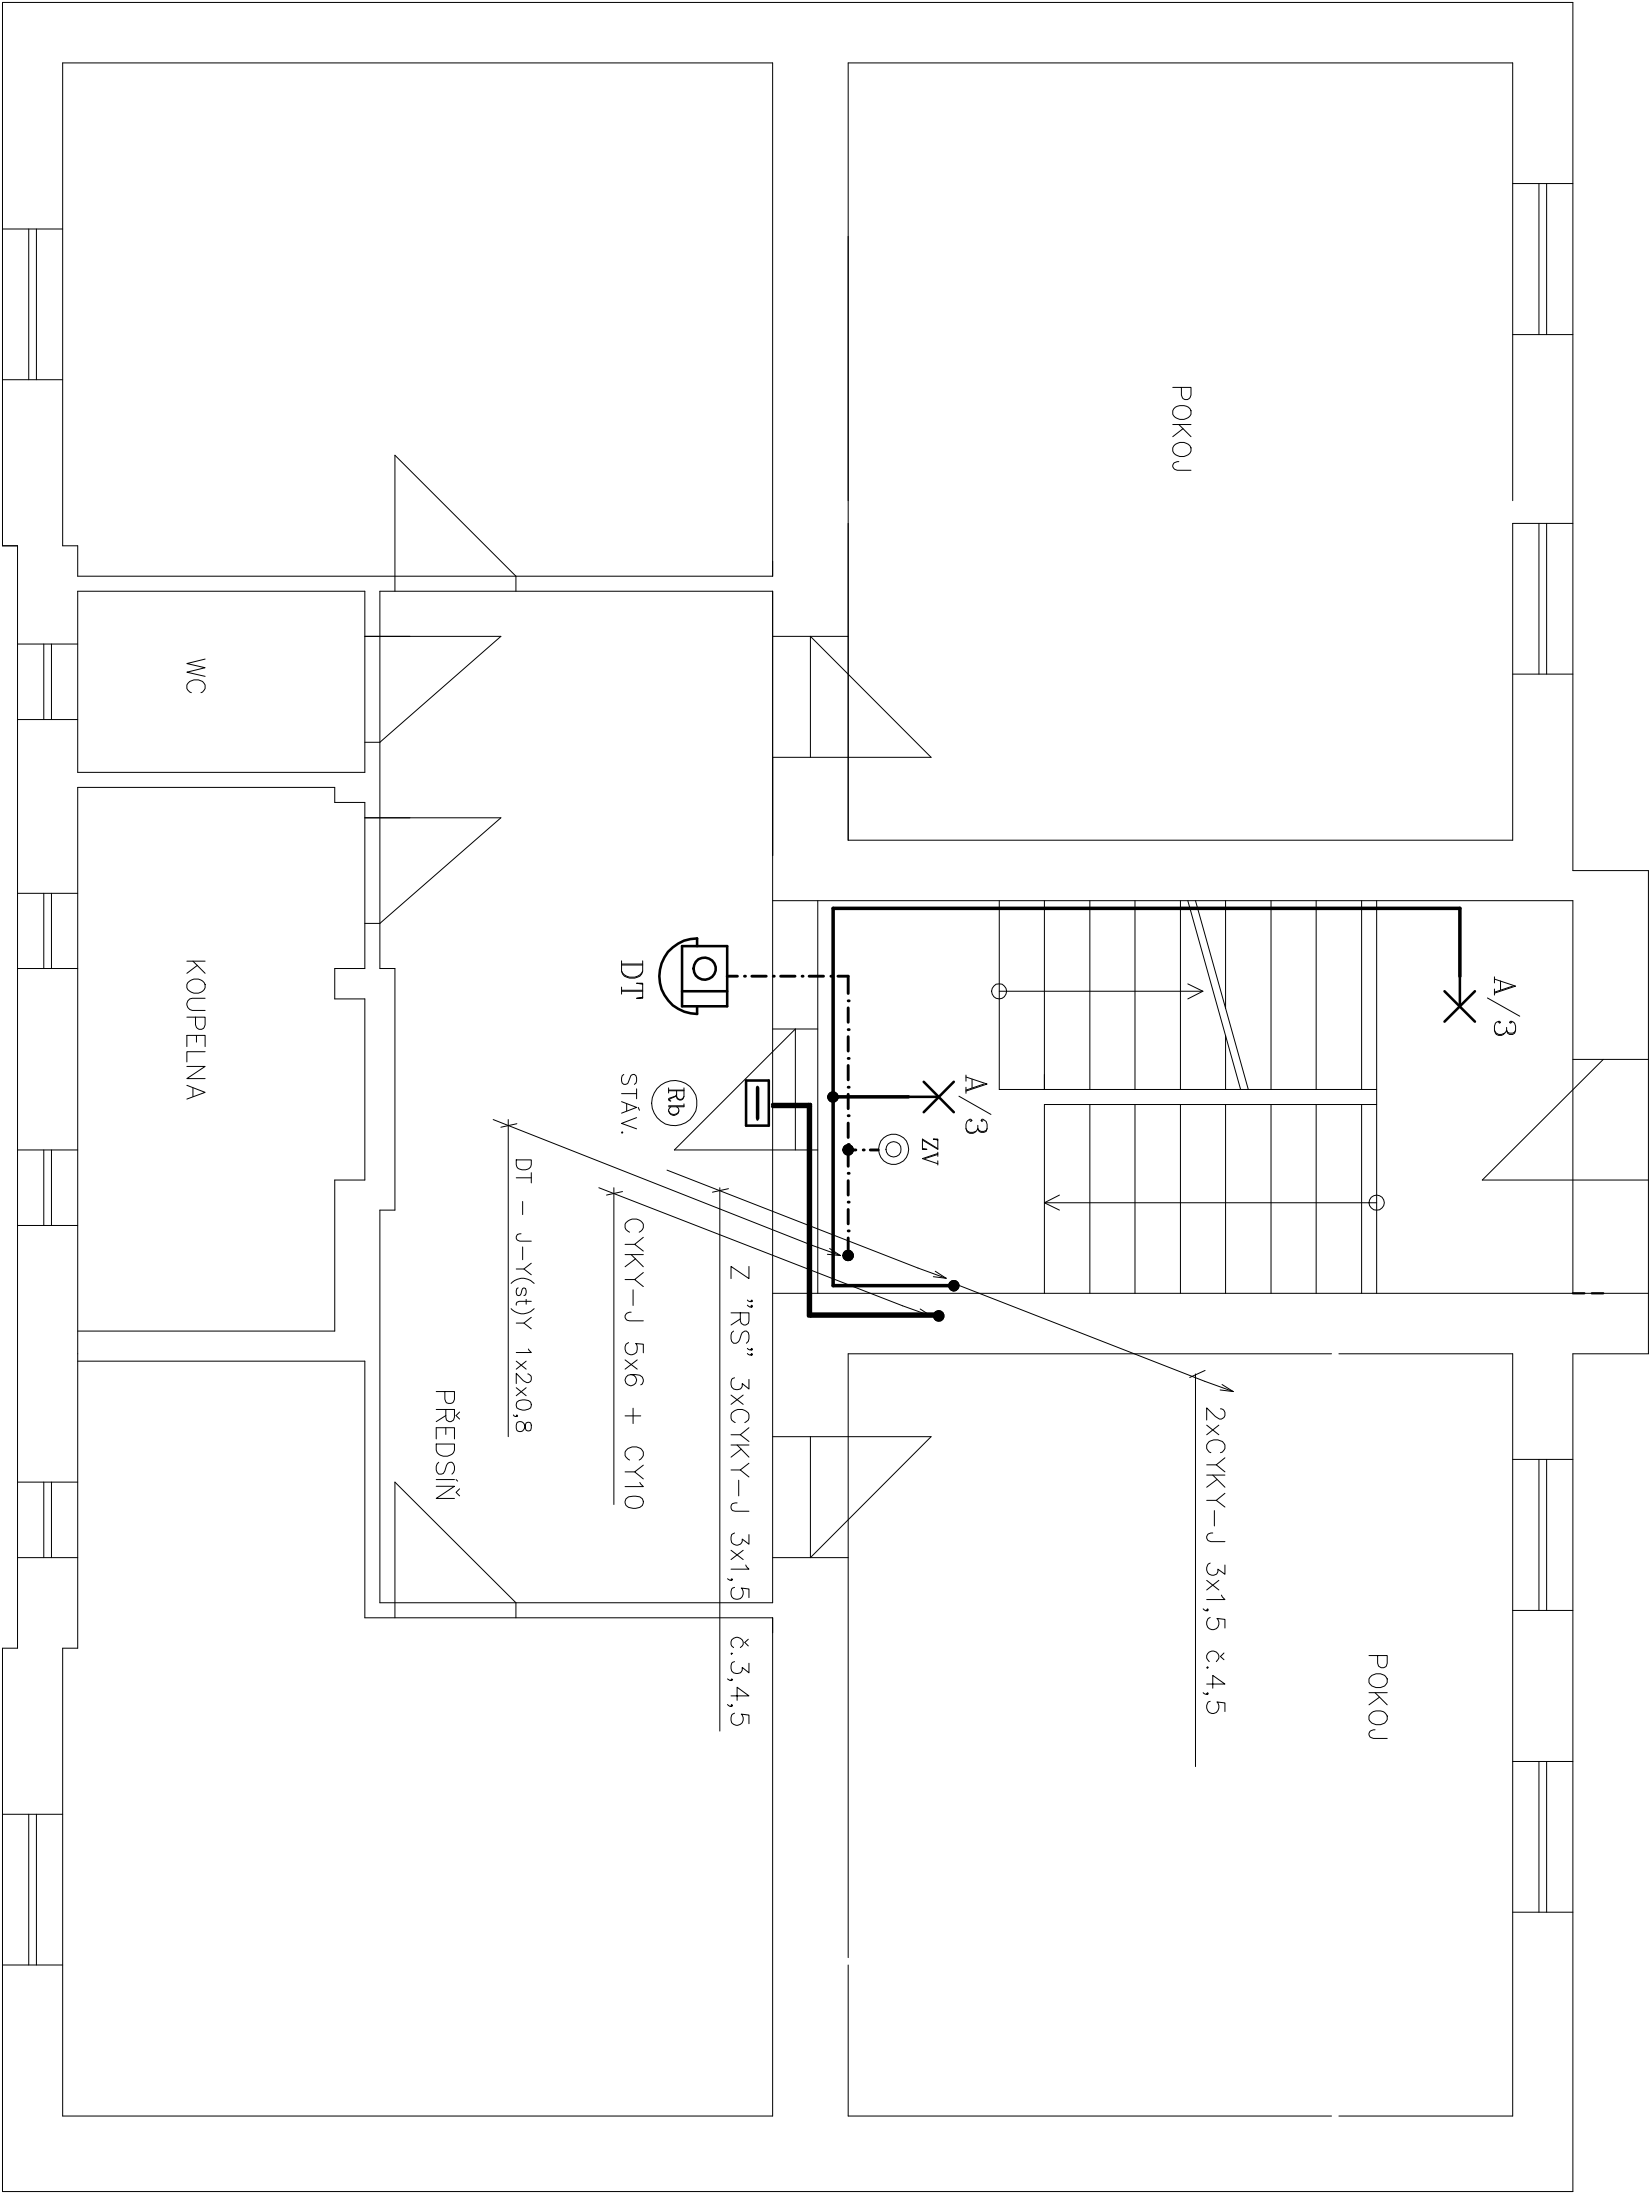 A/3
POKOJ
A/3
ZV
2xCYKY-J 3x1,5 č.4,5
POKOJ
Z ”RS” 3xCYKY-J 3x1,5 č.3,4,5
Rb
DT
STÁV.
CYKY-J 5x6 + CY10
DT - J-Y(st)Y 1x2x0,8
PŘEDSÍŇ
WC
KOUPELNA